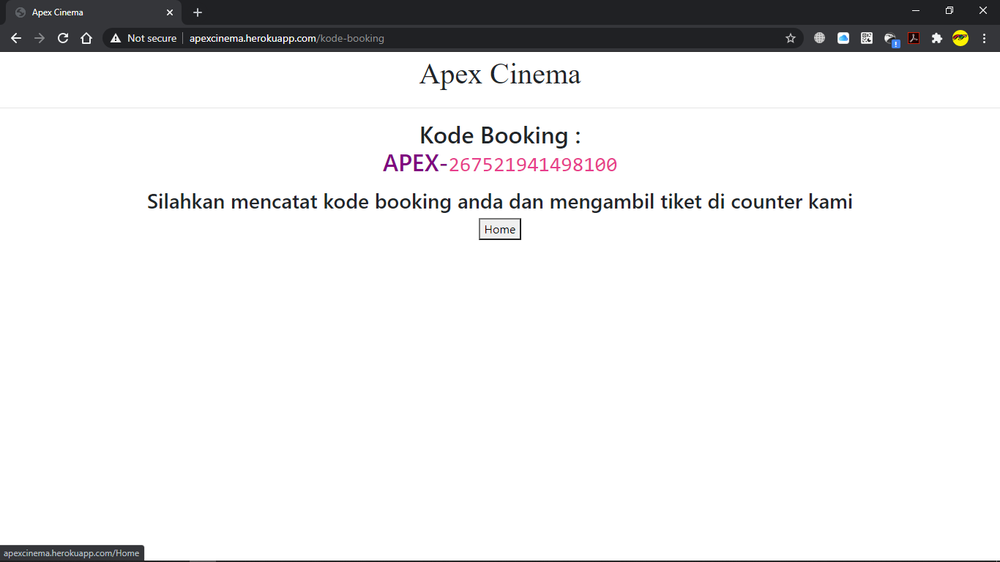 Apex Cinema
Not secure
apexcinema.herokuapp.com/kode-booking
Apex Cinema
Kode Booking :
APEX-267521941498100
Silahkan mencatat kode booking anda dan mengambil tiket di counter kami
Home
apexcinema.herokuapp.com/Home